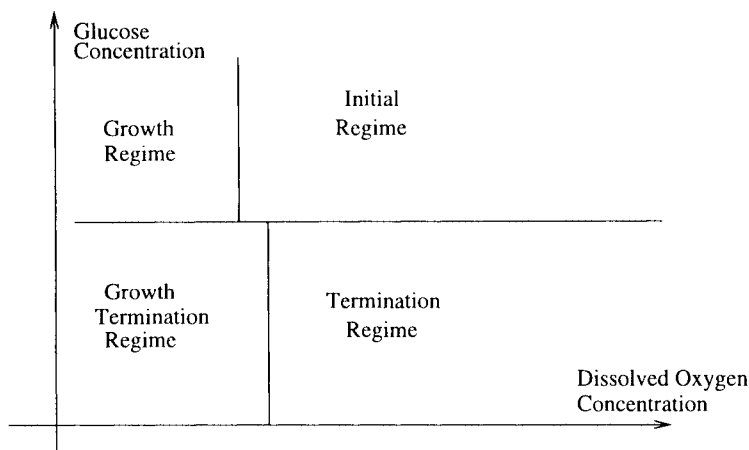 Glucose
Concentration
Initial
Regime
Growth
Regime
Growth
Termination
Regime
Termination
Regime
Dissolved Oxygen
Concentration